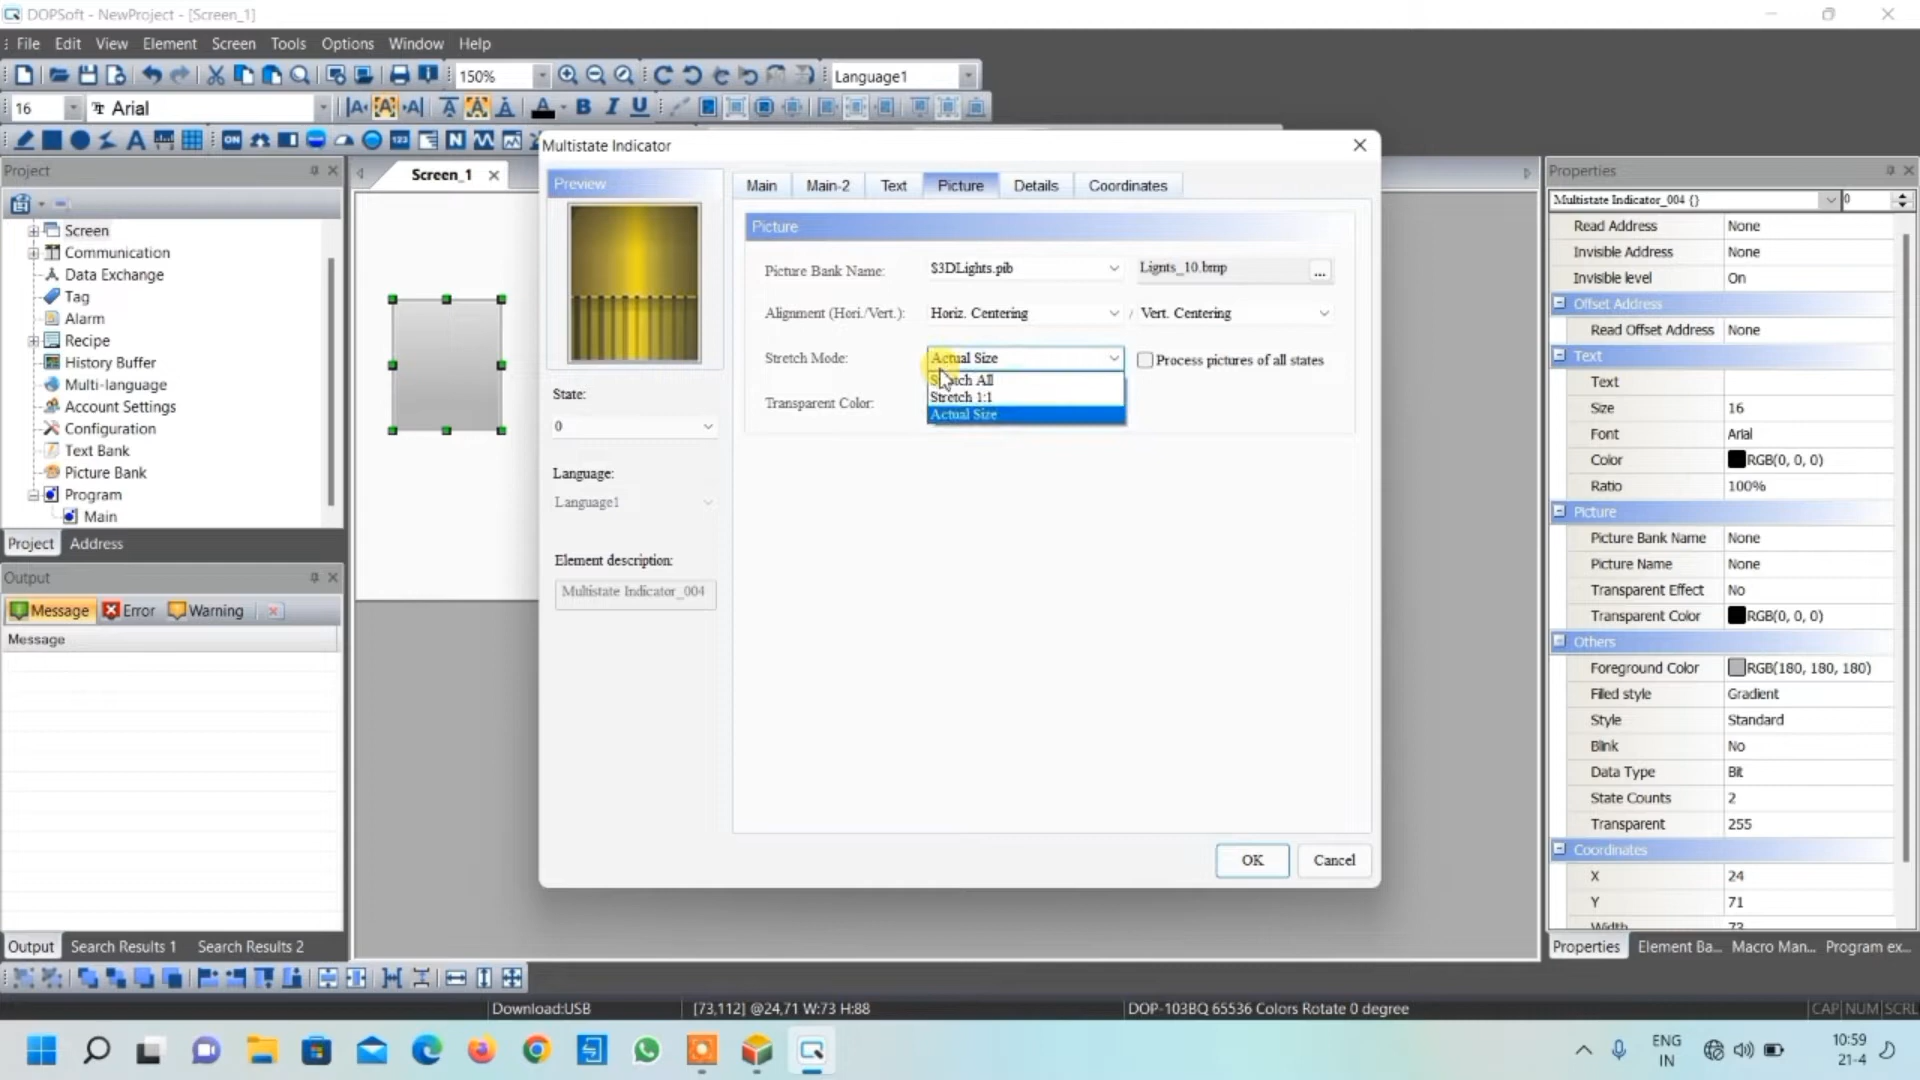 DOPSoft - NewProject - [Screen_1]
File Edit View Element Screen Tools Options Window Help
150%
Language1
16 Arial
ON 123 N
Project
Screen
Communication
Data Exchange
Tag
Alarm
Recipe
History Buffer
Multi-language
Account Settings
Configuration
Text Bank
Picture Bank
Program
Main
Project Address
Output
Message Error Warning
Message
Output Search Results 1 Search Results 2
Screen_1
Multistate Indicator
Preview
State:
0
Language:
Language1
Element description:
Multistate Indicator_004
Main Main-2 Text Picture Details Coordinates
Picture
Picture Bank Name: $3DLights.pib Lignts_10.bmp ...
Alignment (Hori./Vert.): Horiz. Centering / Vert. Centering
Stretch Mode: Actual Size Process pictures of all states
Stretch All
Stretch 1:1
Actual Size
Transparent Color:
OK Cancel
Properties
Multistate Indicator_004 {} 0
Read Address None
Invisible Address None
Invisible level On
Offset Address
Read Offset Address None
Text
Text
Size 16
Font Arial
Color RGB(0, 0, 0)
Ratio 100%
Picture
Picture Bank Name None
Picture Name None
Transparent Effect No
Transparent Color RGB(0, 0, 0)
Others
Foreground Color RGB(180, 180, 180)
Filled style Gradient
Style Standard
Blink No
Data Type Bit
State Counts 2
Transparent 255
Coordinates
X 24
Y 71
Width 73
Properties Element Ba... Macro Man... Program ex...
Download:USB [73,112] @24,71 W:73 H:88 DOP-103BQ 65536 Colors Rotate 0 degree CAP NUM SCRL
ENG
IN
10:59
21-4